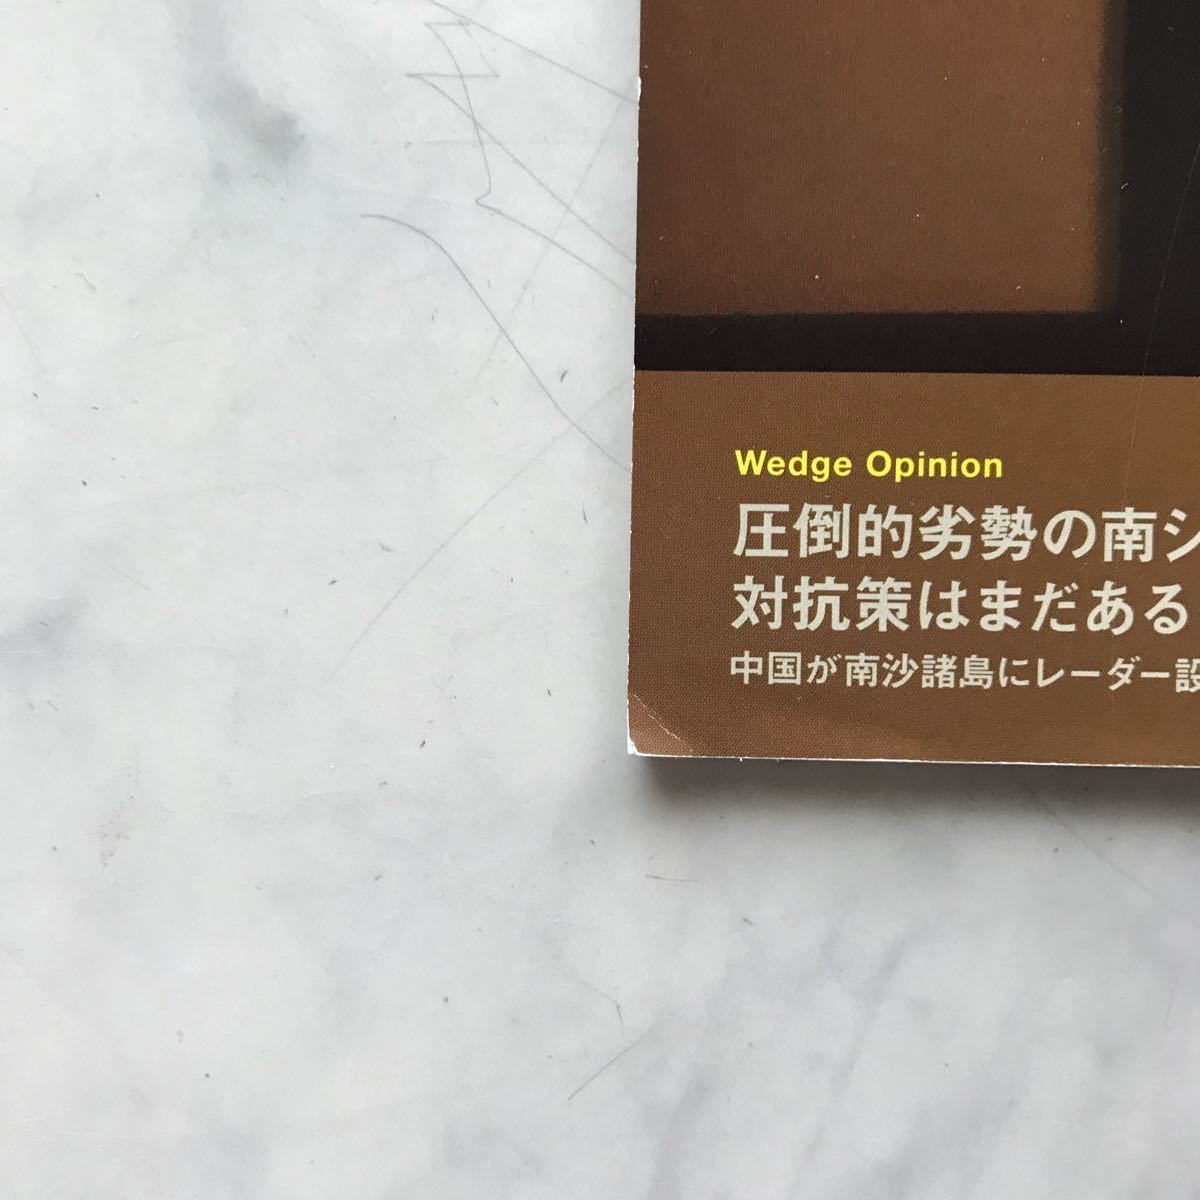 Wedge Opinion
圧倒的劣勢の南シ
対抗策はまだある
中国が南沙諸島にレーダー設